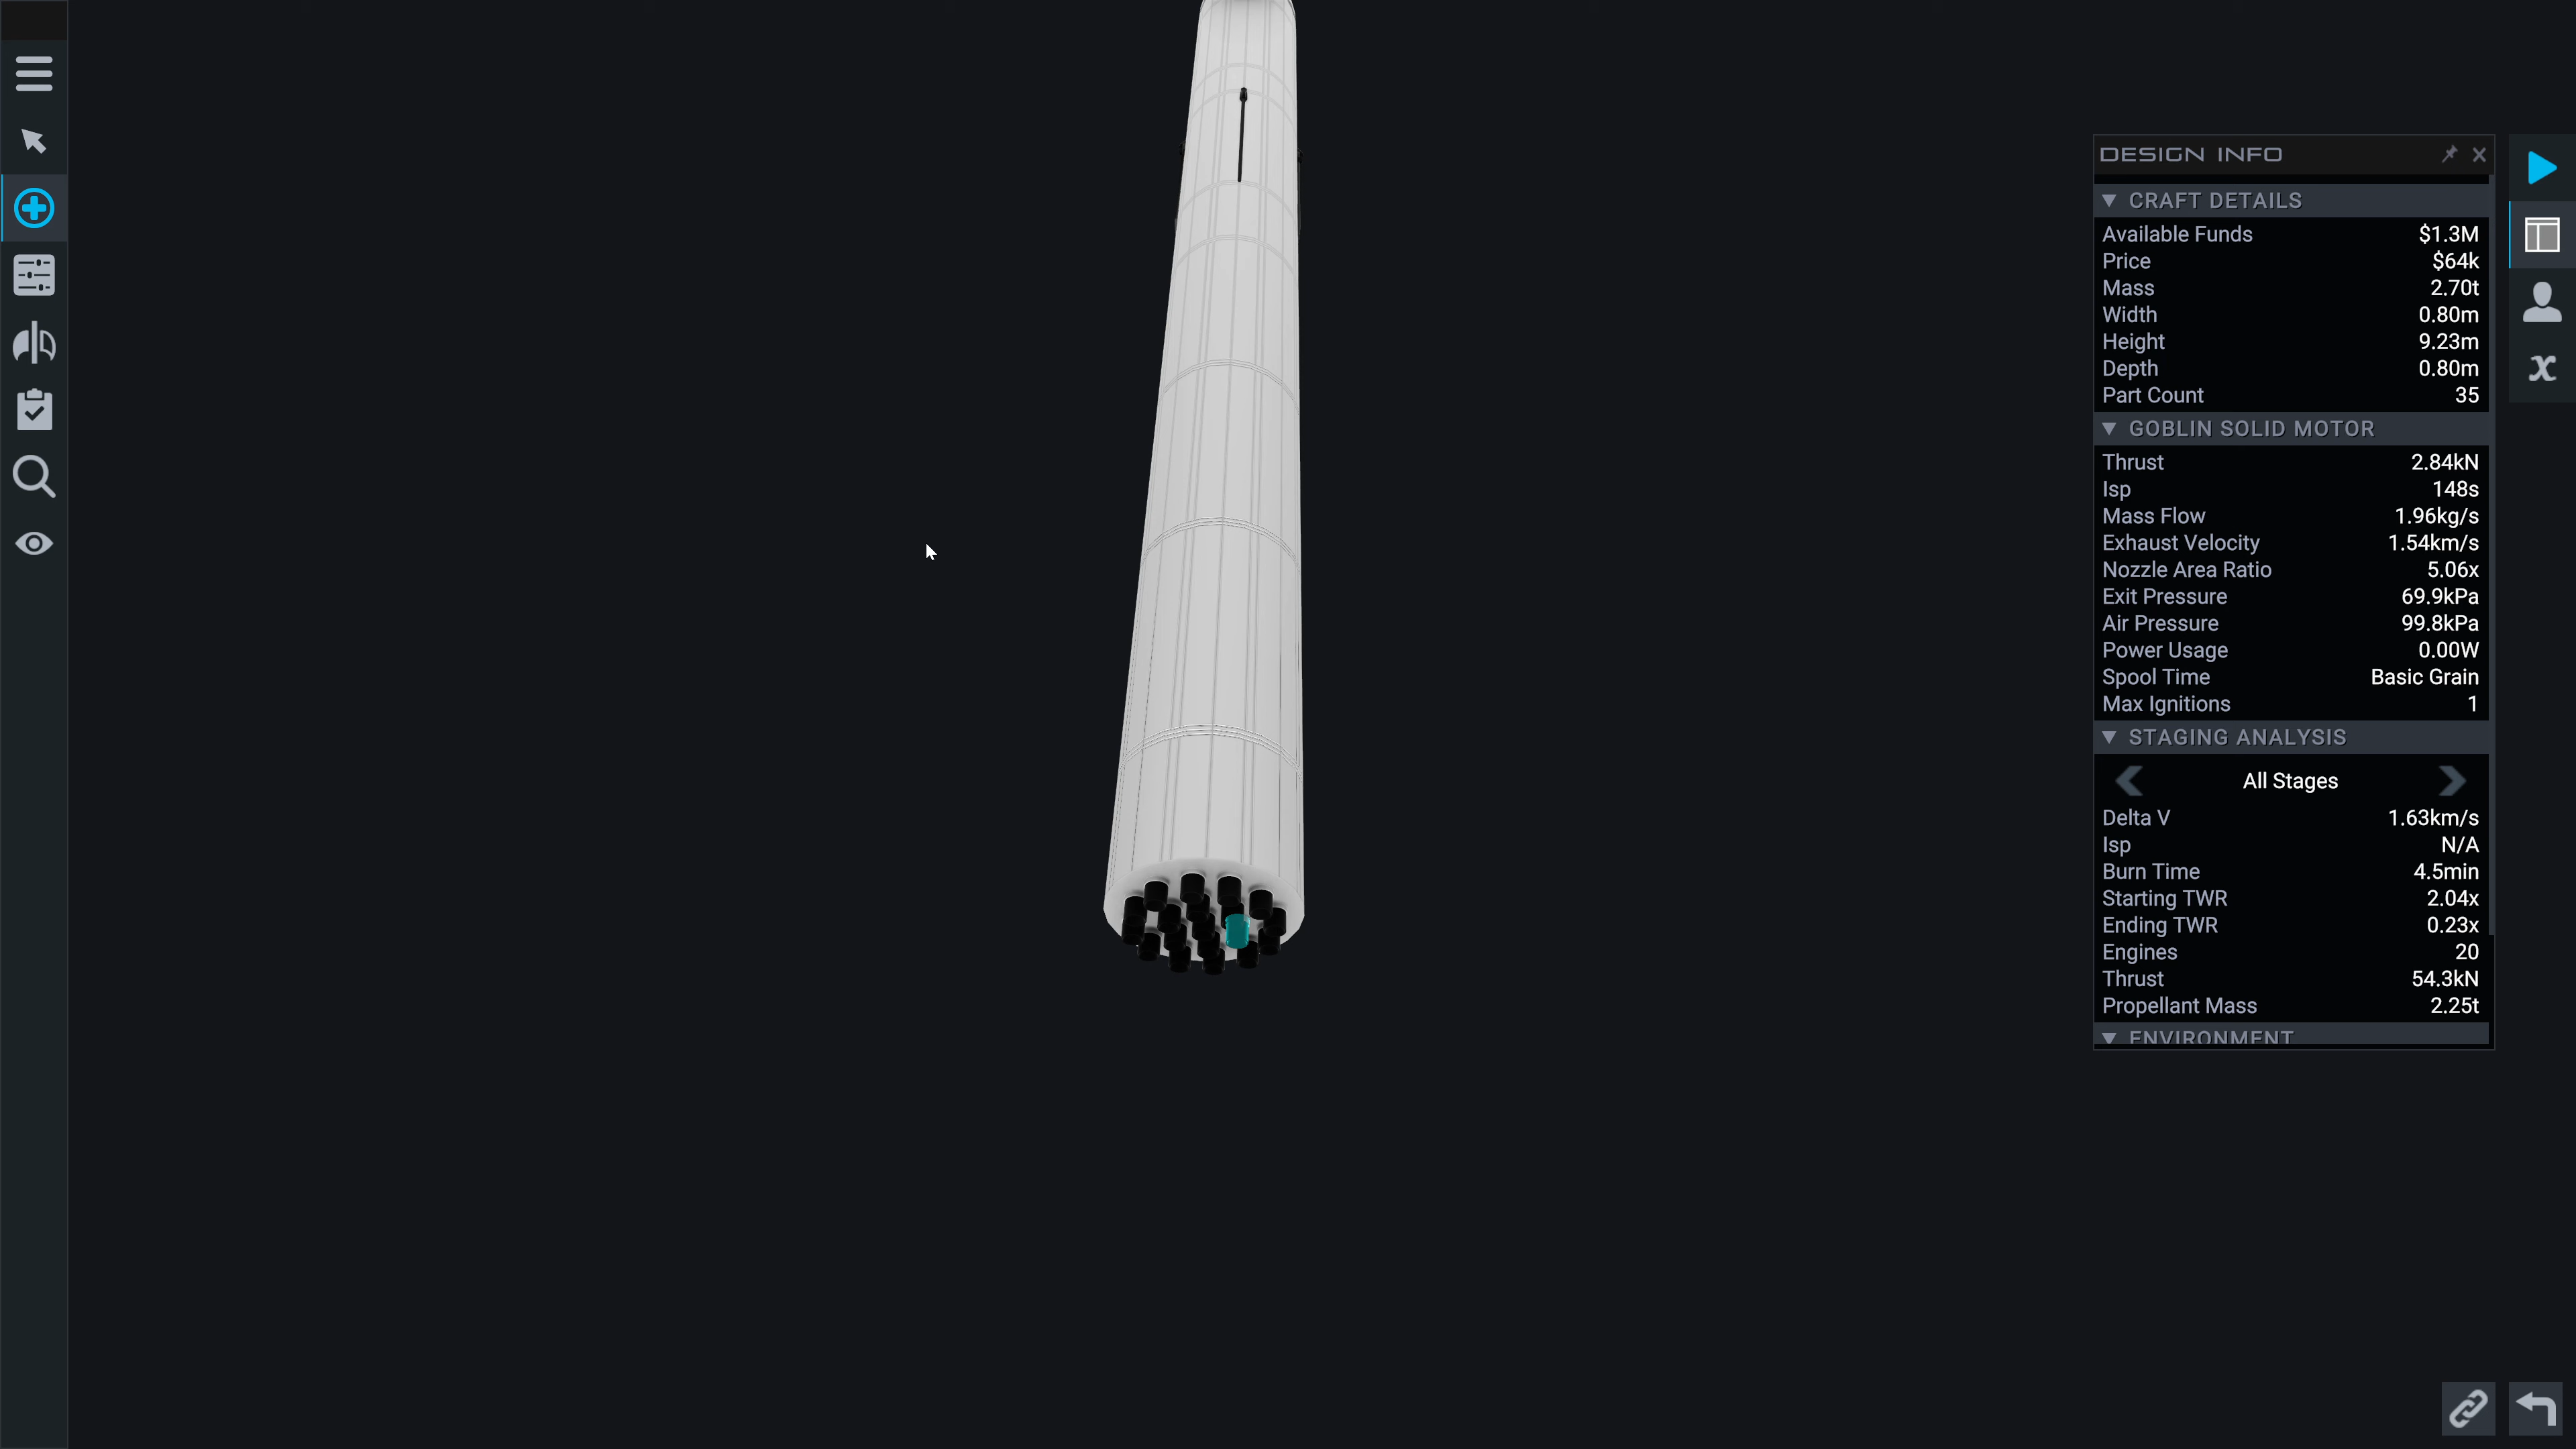 DESIGN INFO
CRAFT DETAILS
Available Funds $1.3M
Price $64k
Mass 2.70t
Width 0.80m
Height 9.23m
Depth 0.80m
Part Count 35
GOBLIN SOLID MOTOR
Thrust 2.84kN
Isp 148s
Mass Flow 1.96kg/s
Exhaust Velocity 1.54km/s
Nozzle Area Ratio 5.06x
Exit Pressure 69.9kPa
Air Pressure 99.8kPa
Power Usage 0.00W
Spool Time Basic Grain
Max Ignitions 1
STAGING ANALYSIS
All Stages
Delta V 1.63km/s
Isp N/A
Burn Time 4.5min
Starting TWR 2.04x
Ending TWR 0.23x
Engines 20
Thrust 54.3kN
Propellant Mass 2.25t
ENVIRONMENT